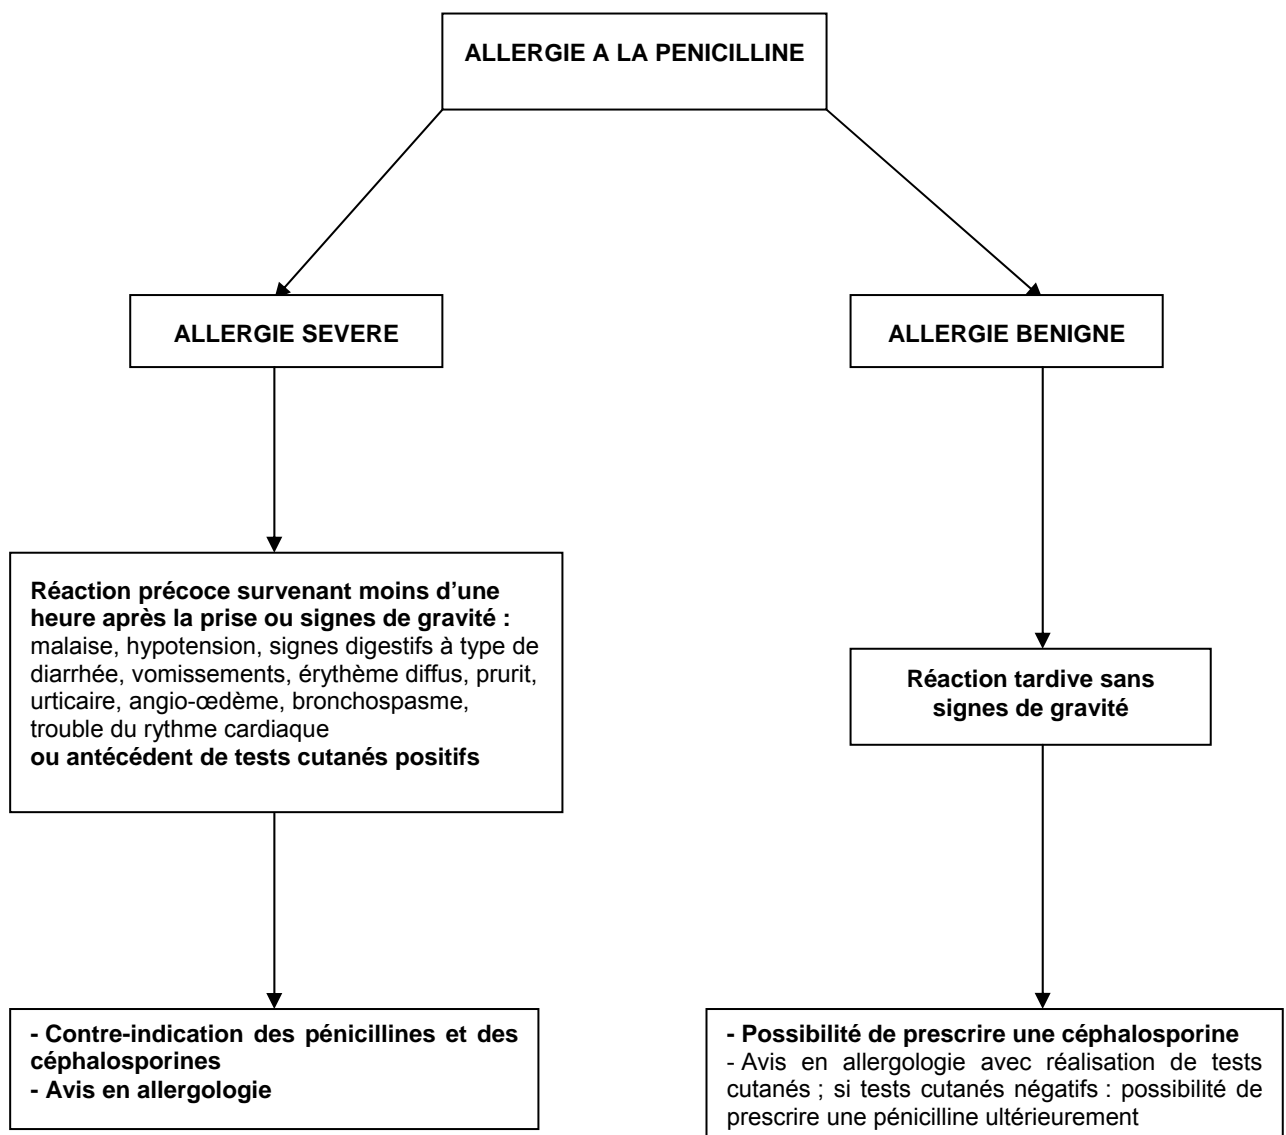 ALLERGIE A LA PENICILLINE
ALLERGIE SEVERE
ALLERGIE BENIGNE
Réaction précoce survenant moins d’une
heure après la prise ou signes de gravité :
malaise, hypotension, signes digestifs à type de
diarrhée, vomissements, érythème diffus, prurit,
urticaire, angio-œdème, bronchospasme,
trouble du rythme cardiaque
ou antécédent de tests cutanés positifs
Réaction tardive sans
signes de gravité
- Contre-indication des pénicillines et des
céphalosporines
- Avis en allergologie
- Possibilité de prescrire une céphalosporine
- Avis en allergologie avec réalisation de tests
cutanés ; si tests cutanés négatifs : possibilité de
prescrire une pénicilline ultérieurement